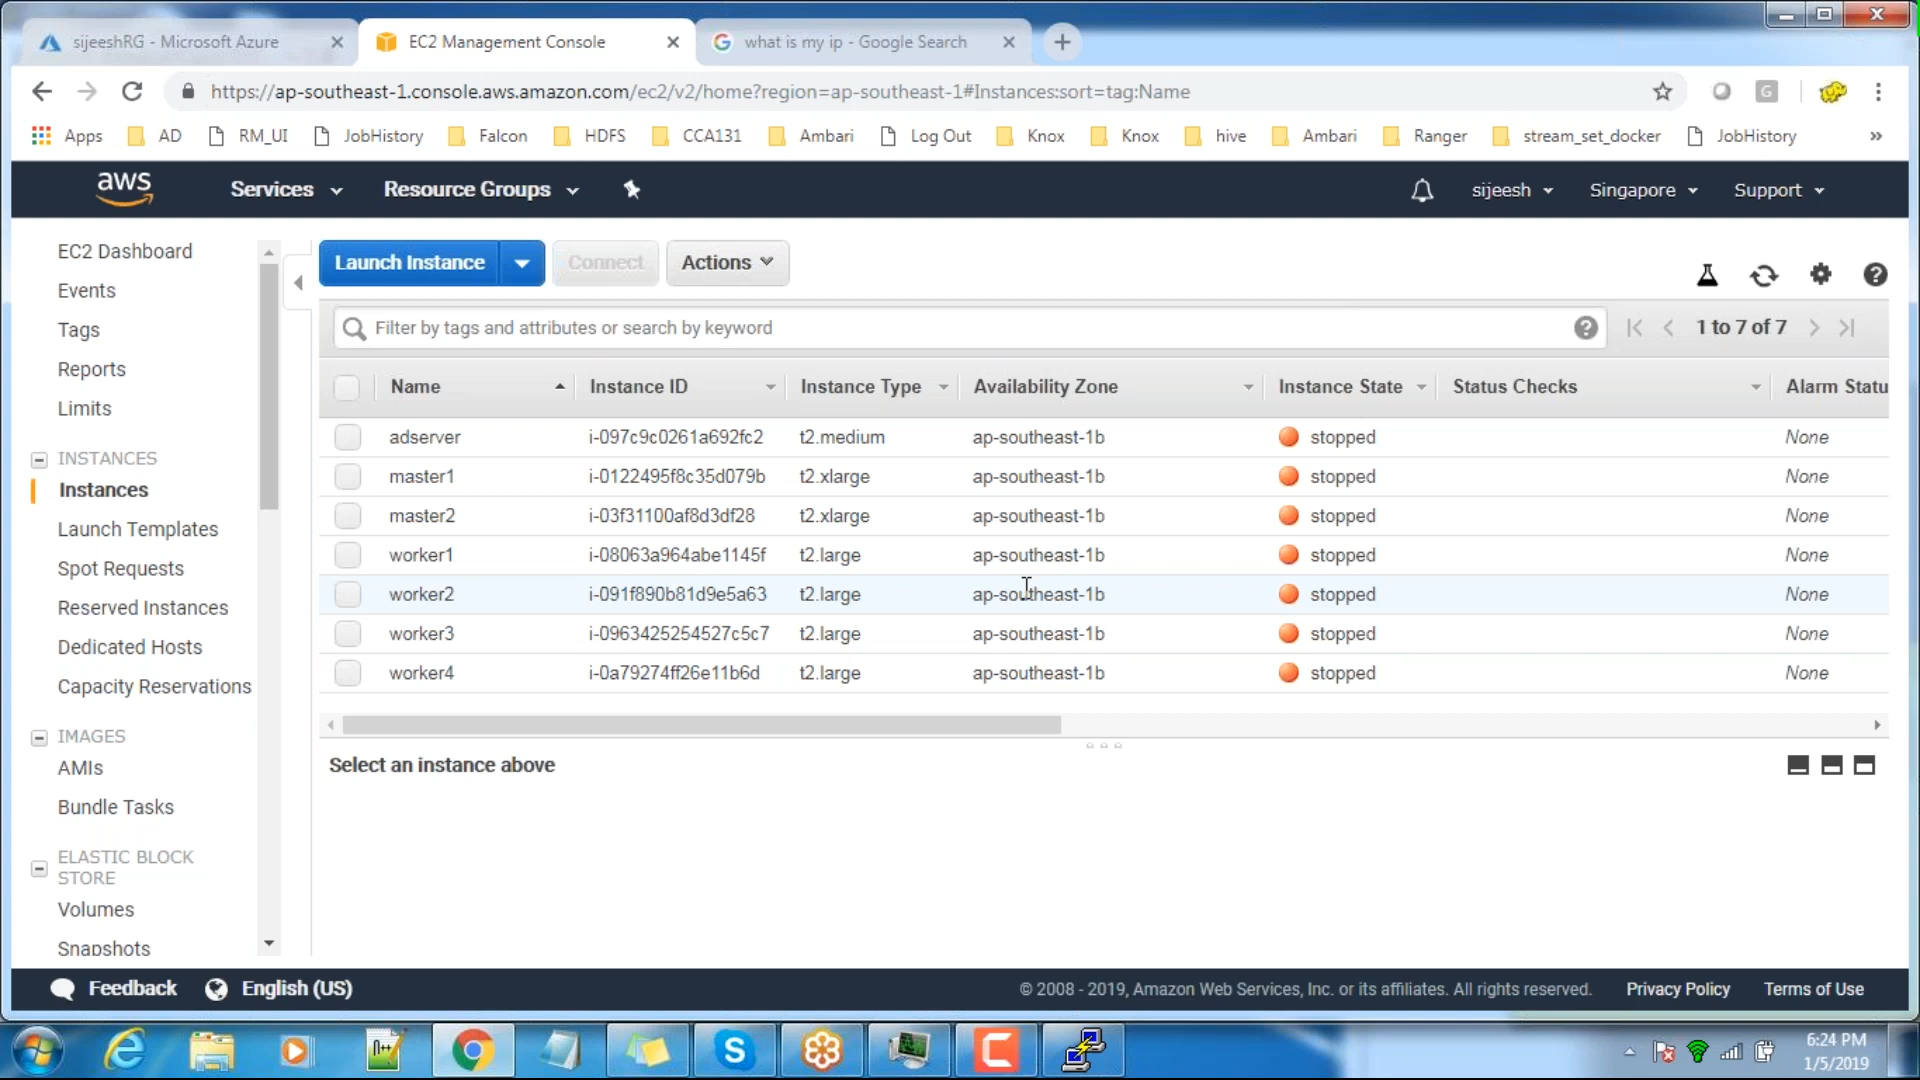 sijeeshRG - Microsoft Azure
EC2 Management Console
what is my ip - Google Search
https://ap-southeast-1.console.aws.amazon.com/ec2/v2/home?region=ap-southeast-1#Instances:sort=tag:Name
G
Apps AD RM_UI JobHistory Falcon HDFS CCA131 Ambari Log Out Knox Knox hive Ambari Ranger stream_set_docker JobHistory »
aws Services Resource Groups sijeesh Singapore Support
EC2 Dashboard
Events
Tags
Reports
Limits
INSTANCES
Instances
Launch Templates
Spot Requests
Reserved Instances
Dedicated Hosts
Capacity Reservations
IMAGES
AMIs
Bundle Tasks
ELASTIC BLOCK
STORE
Volumes
Snapshots
Launch Instance Connect Actions
Filter by tags and attributes or search by keyword 1 to 7 of 7
Name Instance ID Instance Type Availability Zone Instance State Status Checks Alarm Statu
adserver i-097c9c0261a692fc2 t2.medium ap-southeast-1b stopped None
master1 i-0122495f8c35d079b t2.xlarge ap-southeast-1b stopped None
master2 i-03f31100af8d3df28 t2.xlarge ap-southeast-1b stopped None
worker1 i-08063a964abe1145f t2.large ap-southeast-1b stopped None
worker2 i-091f890b81d9e5a63 t2.large ap-southeast-1b stopped None
worker3 i-0963425254527c5c7 t2.large ap-southeast-1b stopped None
worker4 i-0a79274ff26e11b6d t2.large ap-southeast-1b stopped None
Select an instance above
Feedback English (US) © 2008 - 2019, Amazon Web Services, Inc. or its affiliates. All rights reserved. Privacy Policy Terms of Use
6:24 PM
1/5/2019